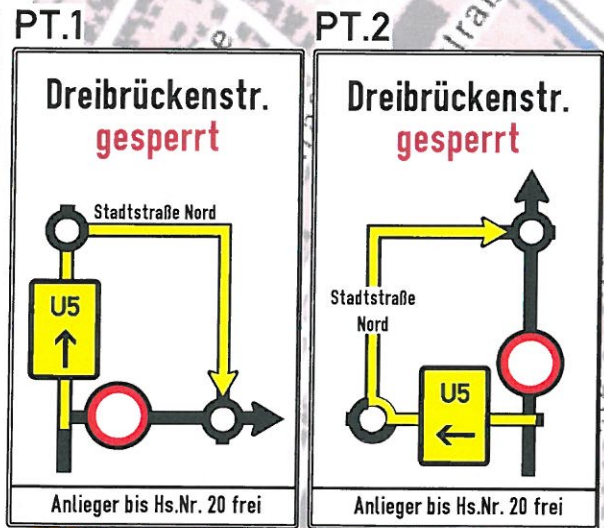 PT.1
Dreibrückenstr.
gesperrt
Stadtstraße Nord
U5
Anlieger bis Hs.Nr. 20 frei
PT.2
Dreibrückenstr.
gesperrt
Stadtstraße
Nord
U5
Anlieger bis Hs.Nr. 20 frei